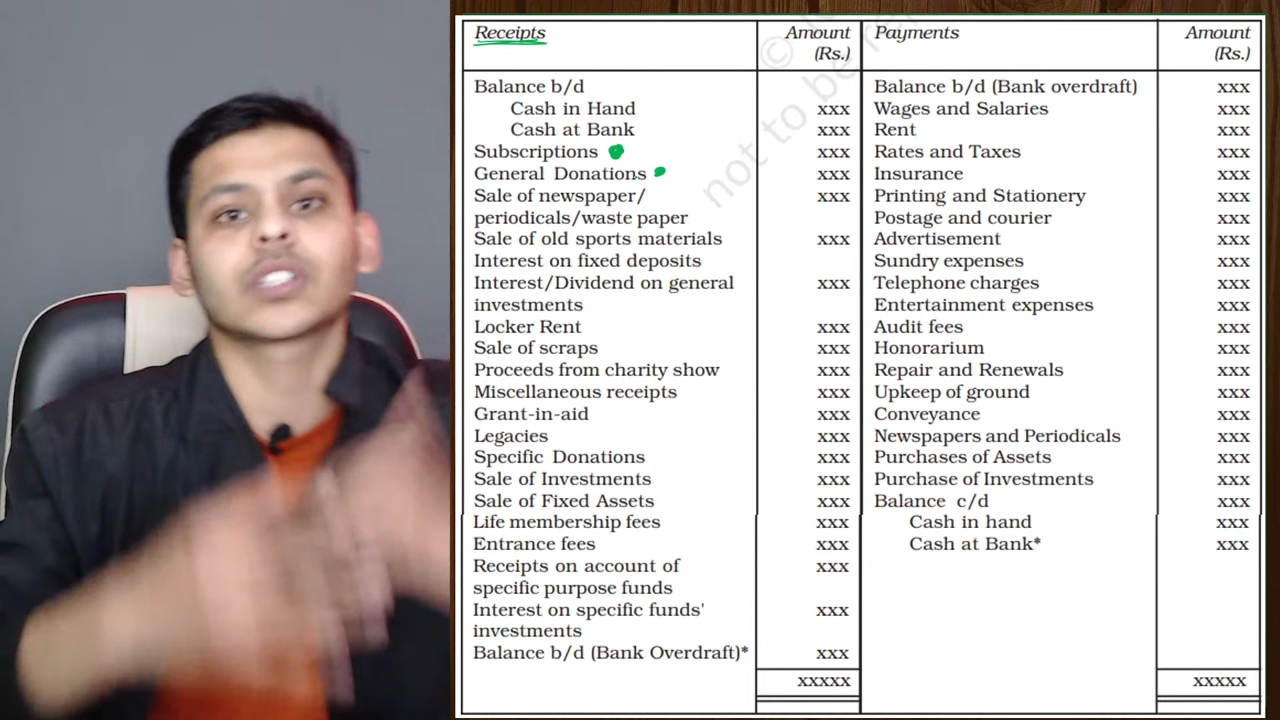 Receipts Amount (Rs.) Payments Amount (Rs.)
Balance b/d Balance b/d (Bank overdraft) xxx
Cash in Hand xxx Wages and Salaries xxx
Cash at Bank xxx Rent xxx
Subscriptions xxx Rates and Taxes xxx
General Donations xxx Insurance xxx
Sale of newspaper/ xxx Printing and Stationery xxx
periodicals/waste paper Postage and courier xxx
Sale of old sports materials xxx Advertisement xxx
Interest on fixed deposits Sundry expenses xxx
Interest/Dividend on general xxx Telephone charges xxx
investments Entertainment expenses xxx
Locker Rent xxx Audit fees xxx
Sale of scraps xxx Honorarium xxx
Proceeds from charity show xxx Repair and Renewals xxx
Miscellaneous receipts xxx Upkeep of ground xxx
Grant-in-aid xxx Conveyance xxx
Legacies xxx Newspapers and Periodicals xxx
Specific Donations xxx Purchases of Assets xxx
Sale of Investments xxx Purchase of Investments xxx
Sale of Fixed Assets xxx Balance c/d xxx
Life membership fees xxx Cash in hand xxx
Entrance fees xxx Cash at Bank* xxx
Receipts on account of xxx
specific purpose funds
Interest on specific funds' xxx
investments
Balance b/d (Bank Overdraft)* xxx
xxxxx xxxxx
©
not to be